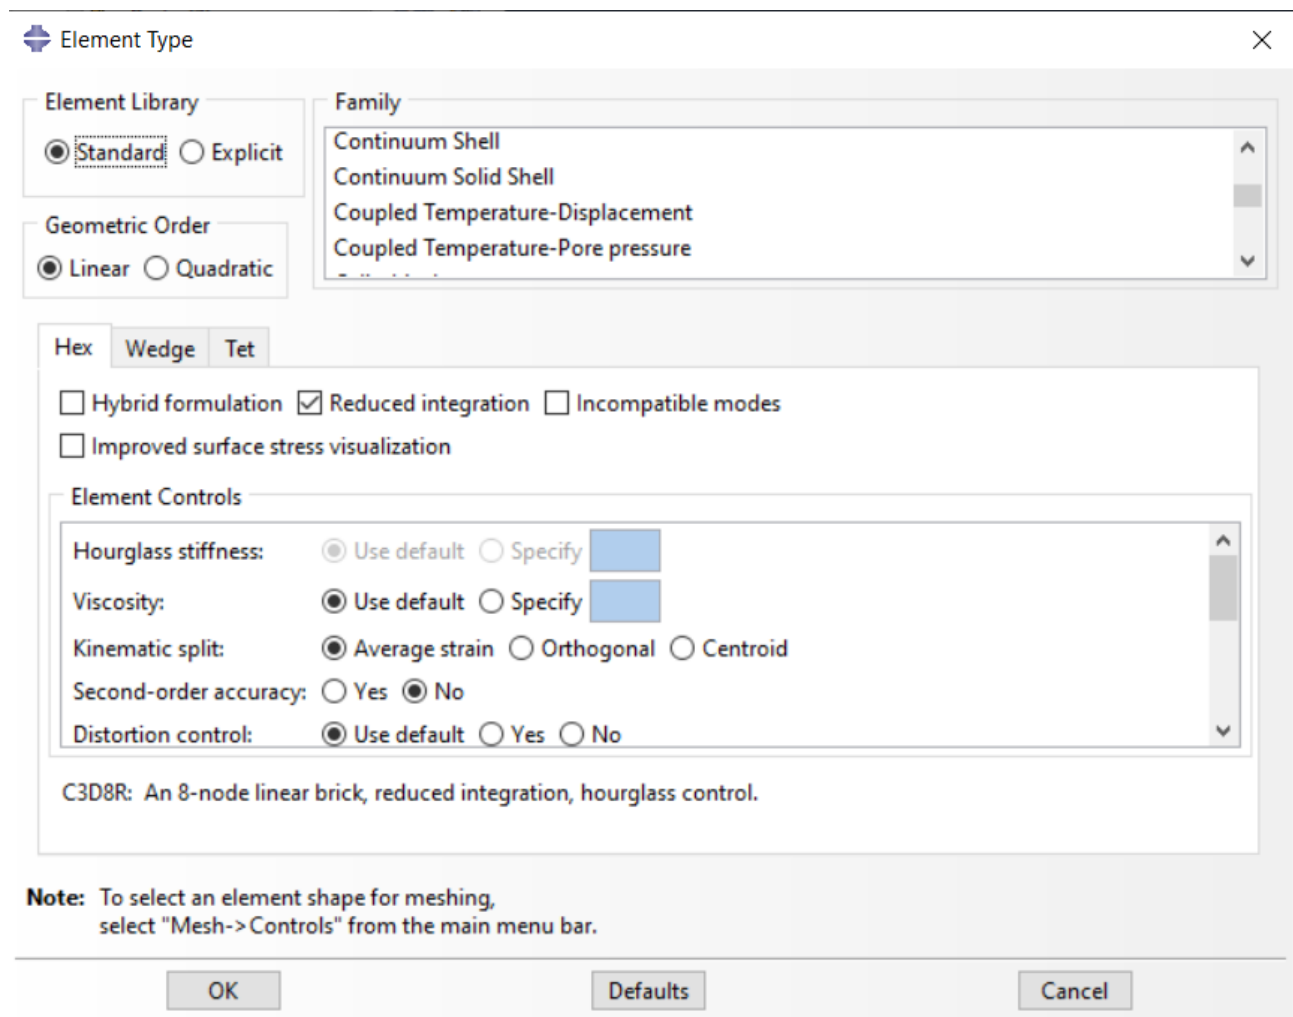 Element Type
Element Library
Standard Explicit
Family
Continuum Shell
Continuum Solid Shell
Coupled Temperature-Displacement
Coupled Temperature-Pore pressure
Geometric Order
Linear Quadratic
Hex Wedge Tet
Hybrid formulation Reduced integration Incompatible modes
Improved surface stress visualization
Element Controls
Hourglass stiffness: Use default Specify
Viscosity: Use default Specify
Kinematic split: Average strain Orthogonal Centroid
Second-order accuracy: Yes No
Distortion control: Use default Yes No
C3D8R: An 8-node linear brick, reduced integration, hourglass control.
Note: To select an element shape for meshing,
select "Mesh->Controls" from the main menu bar.
OK Defaults Cancel